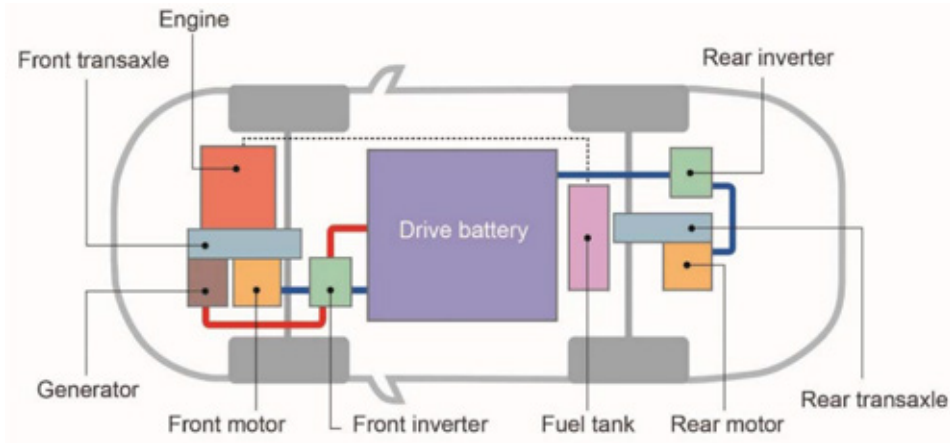 Engine
Front transaxle
Rear inverter
Drive battery
Generator
Front motor
Front inverter
Fuel tank
Rear motor
Rear transaxle